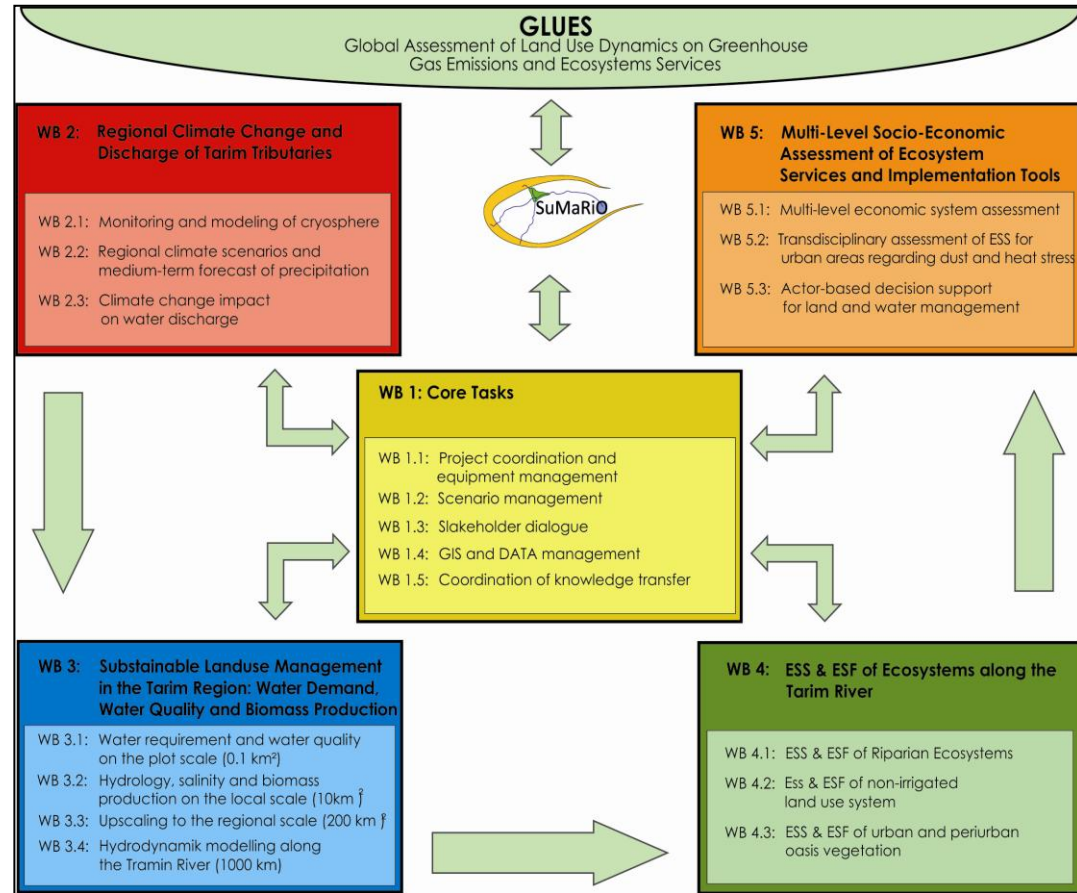 GLUES
Global Assessment of Land Use Dynamics on Greenhouse
Gas Emissions and Ecosystems Services
WB 2: Regional Climate Change and
Discharge of Tarim Tributaries
WB 2.1: Monitoring and modeling of cryosphere
WB 2.2: Regional climate scenarios and
medium-term forecast of precipitation
WB 2.3: Climate change impact
on water discharge
SuMaRiO
WB 5: Multi-Level Socio-Economic
Assessment of Ecosystem
Services and Implementation Tools
WB 5.1: Multi-level economic system assessment
WB 5.2: Transdisciplinary assessment of ESS for
urban areas regarding dust and heat stress
WB 5.3: Actor-based decision support
for land and water management
WB 1: Core Tasks
WB 1.1: Project coordination and
equipment management
WB 1.2: Scenario management
WB 1.3: Slakeholder dialogue
WB 1.4: GIS and DATA management
WB 1.5: Coordination of knowledge transfer
WB 3: Substainable Landuse Management
in the Tarim Region: Water Demand,
Water Quality and Biomass Production
WB 3.1: Water requirement and water quality
on the plot scale (0.1 km²)
WB 3.2: Hydrology, salinity and biomass
production on the local scale (10km²)
WB 3.3: Upscaling to the regional scale (200 km²)
WB 3.4: Hydrodynamik modelling along
the Tramin River (1000 km)
WB 4: ESS & ESF of Ecosystems along the
Tarim River
WB 4.1: ESS & ESF of Riparian Ecosystems
WB 4.2: Ess & ESF of non-irrigated
land use system
WB 4.3: ESS & ESF of urban and periurban
oasis vegetation